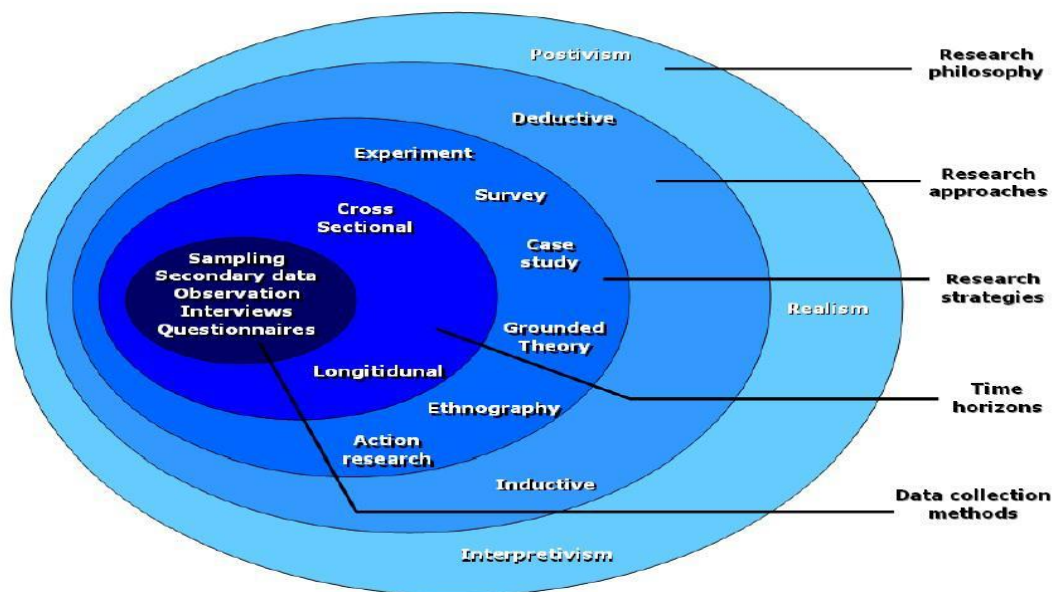 Postivism
Research
philosophy
Deductive
Experiment
Research
approaches
Survey
Cross
Sectional
Case
study
Sampling
Secondary data
Observation
Interviews
Questionnaires
Research
strategies
Realism
Grounded
Theory
Longitidunal
Time
horizons
Ethnography
Action
research
Inductive
Data collection
methods
Interpretivism